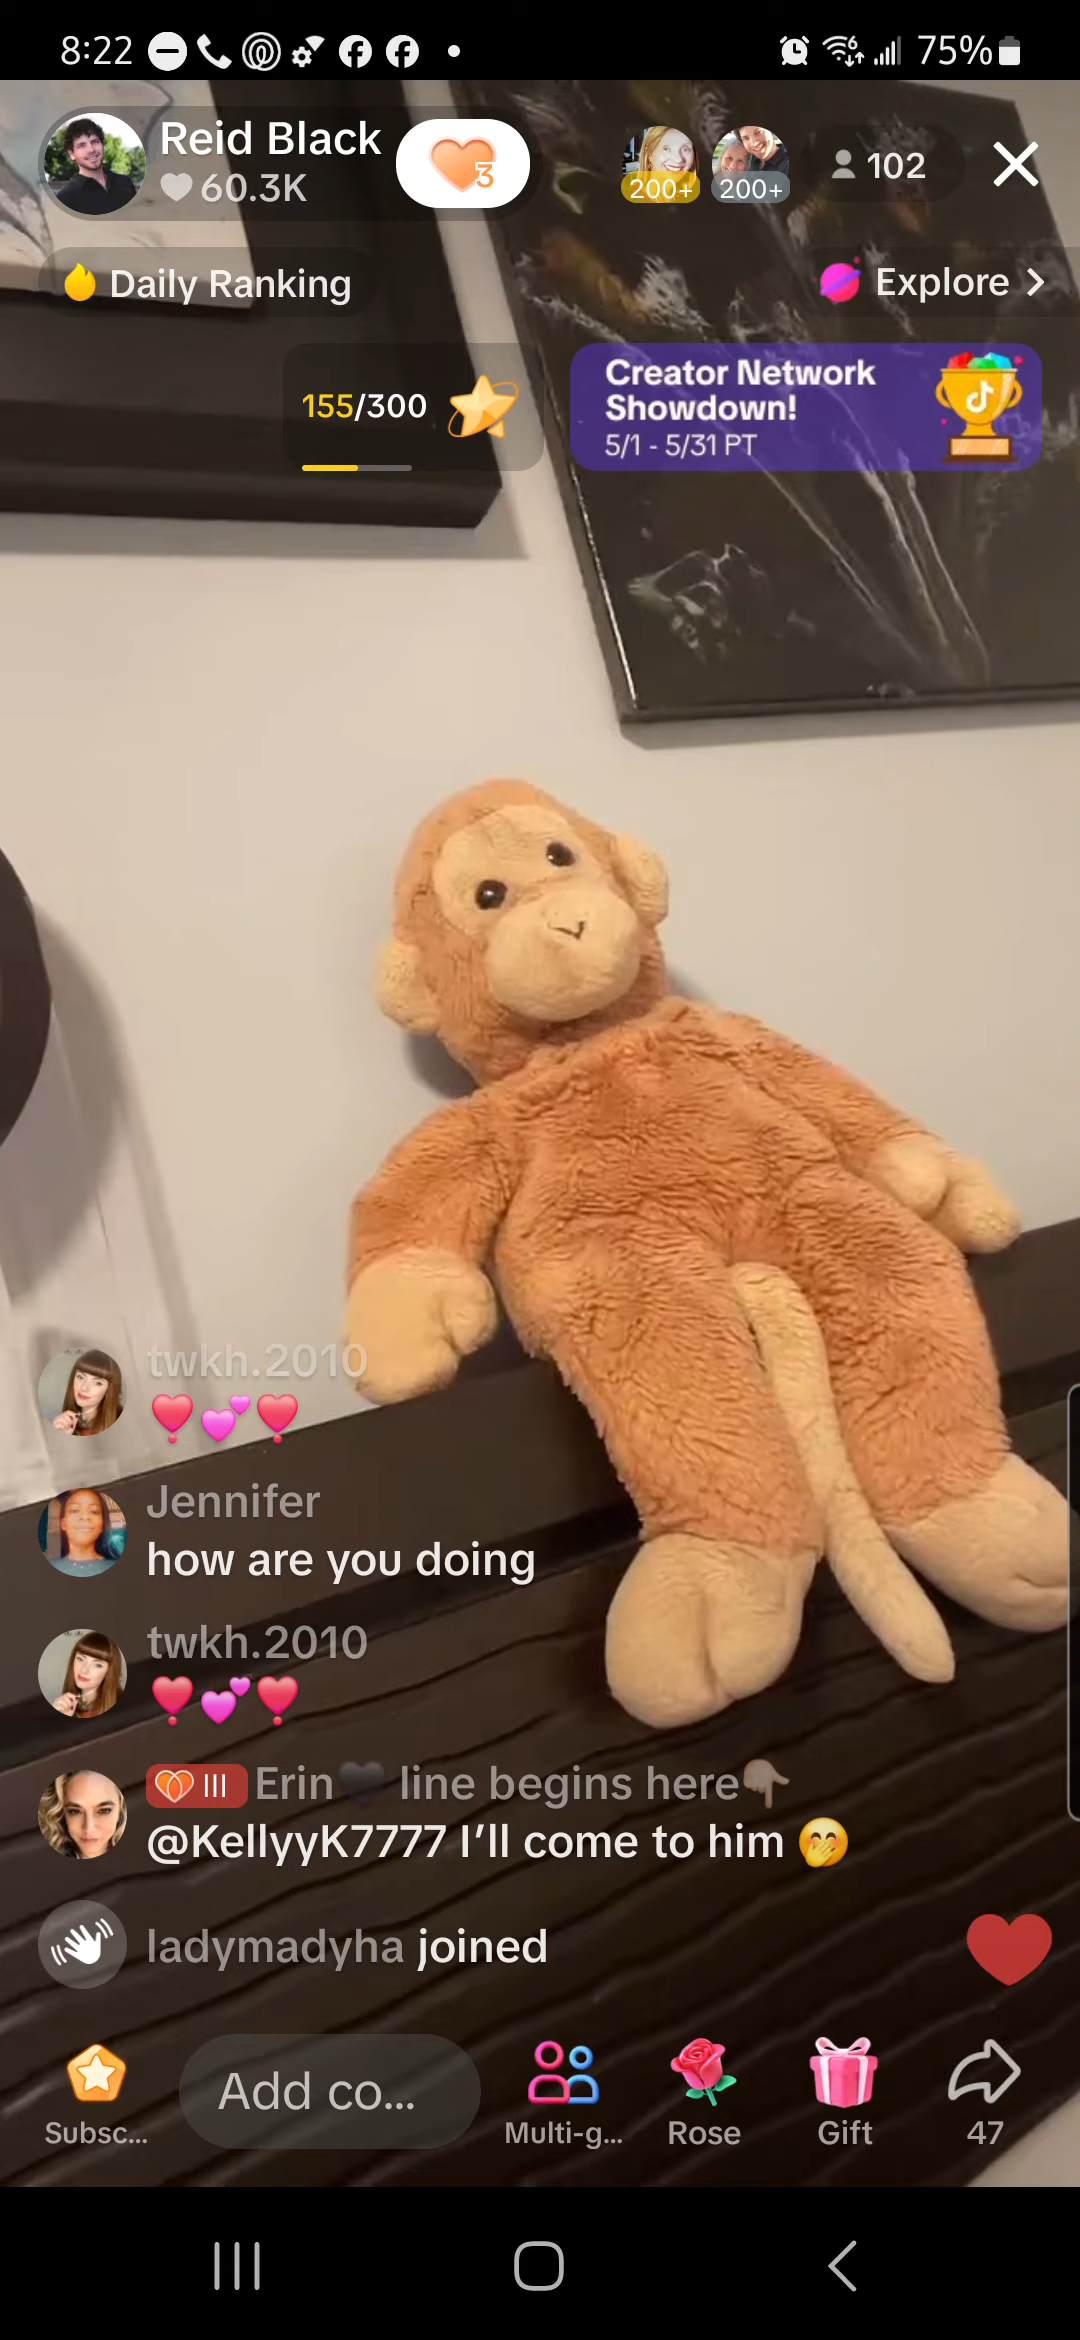 8:22
75%
Reid Black
60.3K
3
200+
200+
102
Daily Ranking
Explore >
155/300
Creator Network
Showdown!
5/1 - 5/31 PT
twkh.2010
❣️💕❣️
Jennifer
how are you doing
twkh.2010
❣️💕❣️
III Erin🖤 line begins here👇🏻
@KellyyK7777 I'll come to him 🤭
ladymadyha joined
Subsc...
Add co...
Multi-g...
Rose
Gift
47